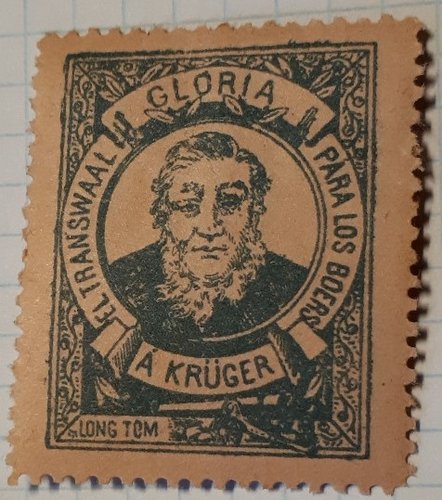 GLORIA
EL TRANSWAAL
PARA LOS BOERS
Á KRÜGER
LONG TOM